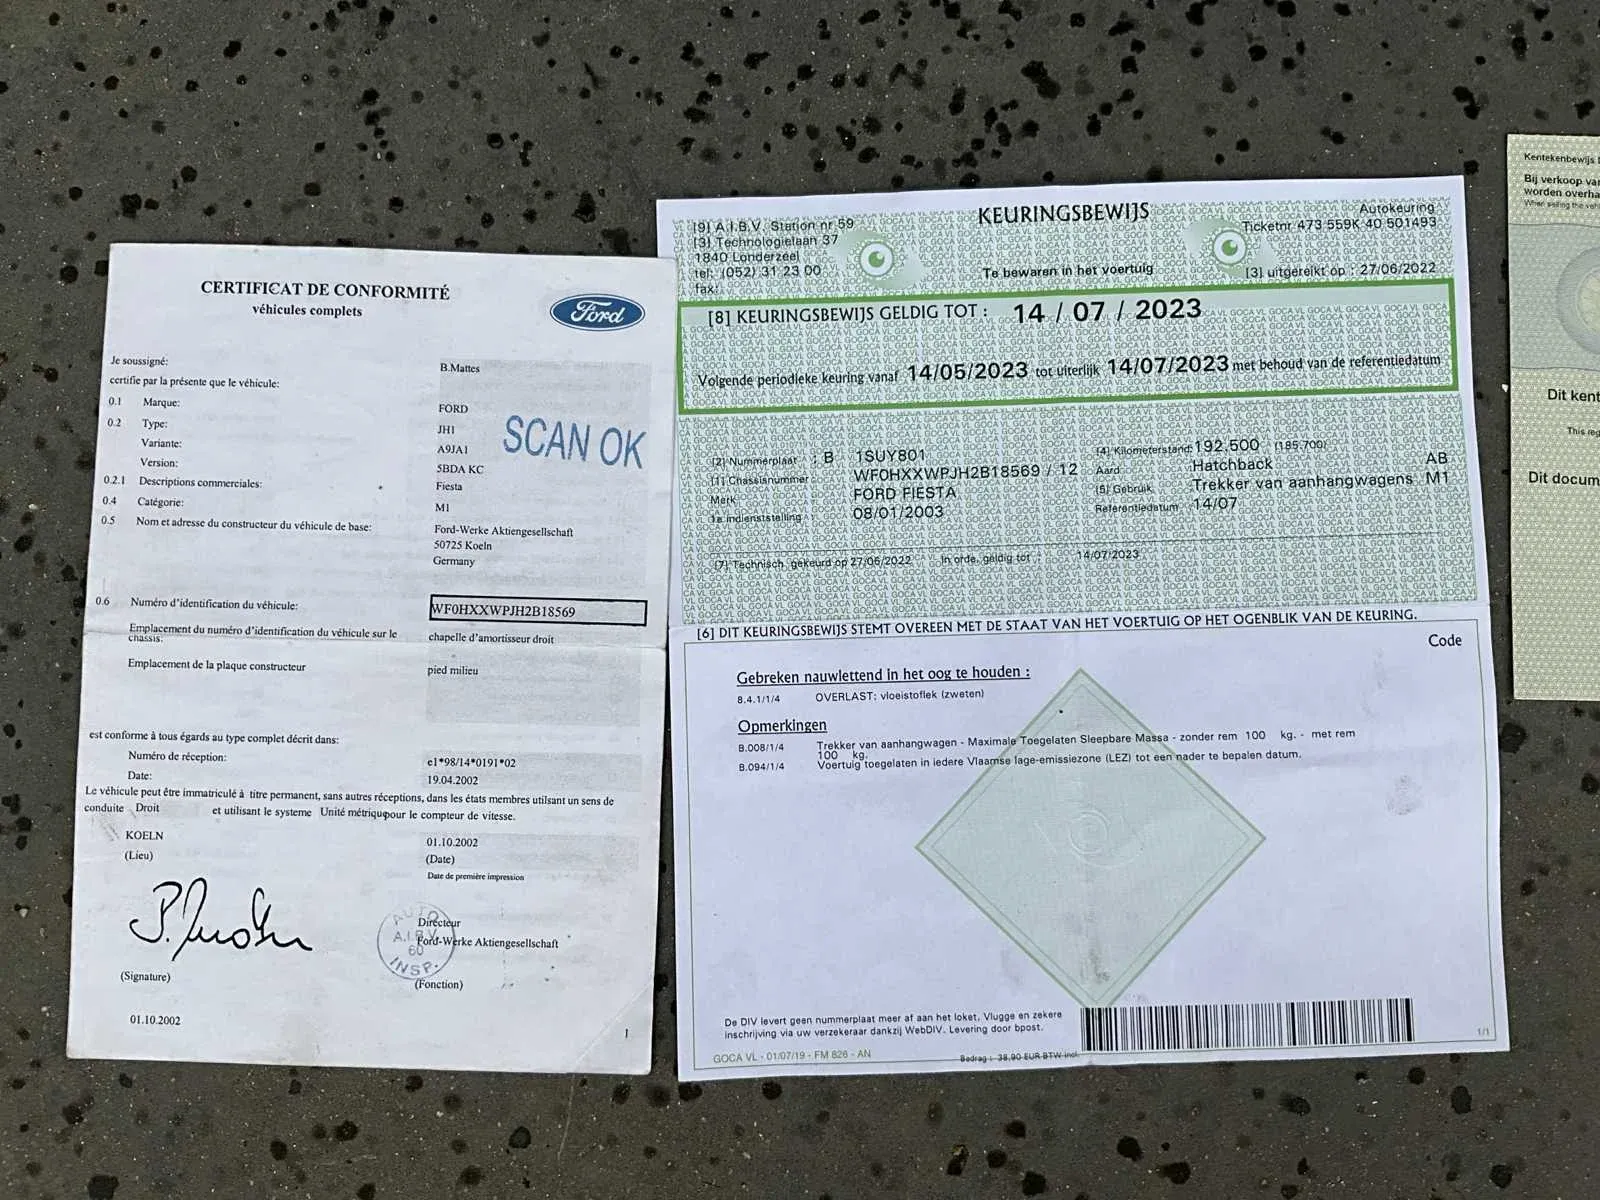 CERTIFICAT DE CONFORMITÉ
véhicules complets
Ford
Je soussigné: B.Mattes
certifie par la présente que le véhicule:
0.1 Marque: FORD
0.2 Type: JH1
Variante: A9JA1
Version: 5BDA KC
0.2.1 Descriptions commerciales: Fiesta
0.4 Catégorie: M1
0.5 Nom et adresse du constructeur du véhicule de base: Ford-Werke Aktiengesellschaft
50725 Koeln
Germany
SCAN OK
0.6 Numéro d'identification du véhicule: WF0HXXWPJH2B18569
Emplacement du numéro d'identification du véhicule sur le chassis: chapelle d'amortisseur droit
Emplacement de la plaque constructeur pied milieu
est conforme à tous égards au type complet décrit dans:
Numéro de réception: e1*98/14*0191*02
Date: 19.04.2002
Le véhicule peut être immatriculé à titre permanent, sans autres réceptions, dans les états membres utilsant un sens de
conduite Droit et utilisant le systeme Unité métriqupour le compteur de vitesse.
KOELN 01.10.2002
(Lieu) (Date)
Date de première impression
Directeur
Ford-Werke Aktiengesellschaft
AUTO
A.I.B.V.
60
INSP.
(Signature) (Fonction)
01.10.2002
1
KEURINGSBEWIJS
[9] A.I.B.V. Station nr 59
[3] Technologielaan 37
1840 Londerzeel
tel: (052) 31 23 00
fax:
Te bewaren in het voertuig
Autokeuring
Ticketnr 473 559K 40 501493
[3] uitgereikt op : 27/06/2022
[8] KEURINGSBEWIJS GELDIG TOT : 14 / 07 / 2023
Volgende periodieke keuring vanaf 14/05/2023 tot uiterlijk 14/07/2023 met behoud van de referentiedatum
[2] Nummerplaat : B 1SUY801
[1] Chassisnummer WF0HXXWPJH2B18569 / 12
Merk FORD FIESTA
1e indienststelling 08/01/2003
[4] Kilometerstand 192.500 (185.700)
Aard Hatchback AB
[5] Gebruik Trekker van aanhangwagens M1
Referentiedatum 14/07
[7] Technisch gekeurd op 27/06/2022 In orde, geldig tot : 14/07/2023
[6] DIT KEURINGSBEWIJS STEMT OVEREEN MET DE STAAT VAN HET VOERTUIG OP HET OGENBLIK VAN DE KEURING.
Code
Gebreken nauwlettend in het oog te houden :
8.4.1/1/4 OVERLAST: vloeistoflek (zweten)
Opmerkingen
B.008/1/4 Trekker van aanhangwagen - Maximale Toegelaten Sleepbare Massa - zonder rem 100 kg. - met rem
100 kg.
B.094/1/4 Voertuig toegelaten in iedere Vlaamse lage-emissiezone (LEZ) tot een nader te bepalen datum.
De DIV levert geen nummerplaat meer af aan het loket. Vlugge en zekere
inschrijving via uw verzekeraar dankzij WebDIV. Levering door bpost.
GOCA VL - 01/07/19 - FM 826 - AN
Bedrag : 38,90 EUR BTW incl.
1/1
Kentekenbewijs
Bij verkoop van
worden overha
When selling the veh
Dit kent
This reg
Dit docum